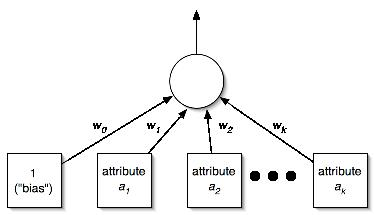 w0 w1 w2 wk
1 attribute attribute attribute
("bias") a1 a2 ak